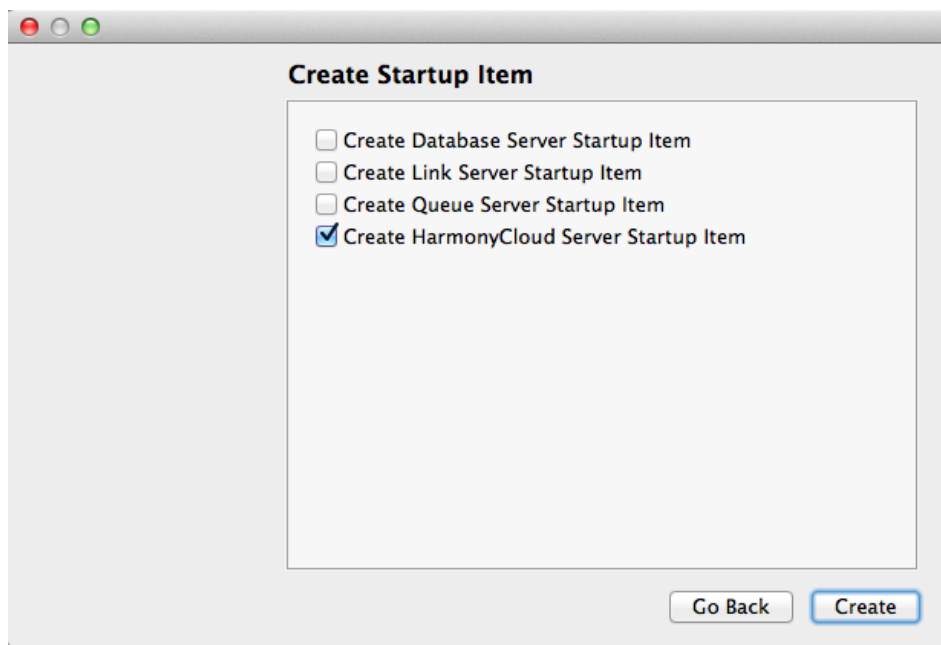 Create Startup Item
Create Database Server Startup Item
Create Link Server Startup Item
Create Queue Server Startup Item
Create HarmonyCloud Server Startup Item
Go Back
Create